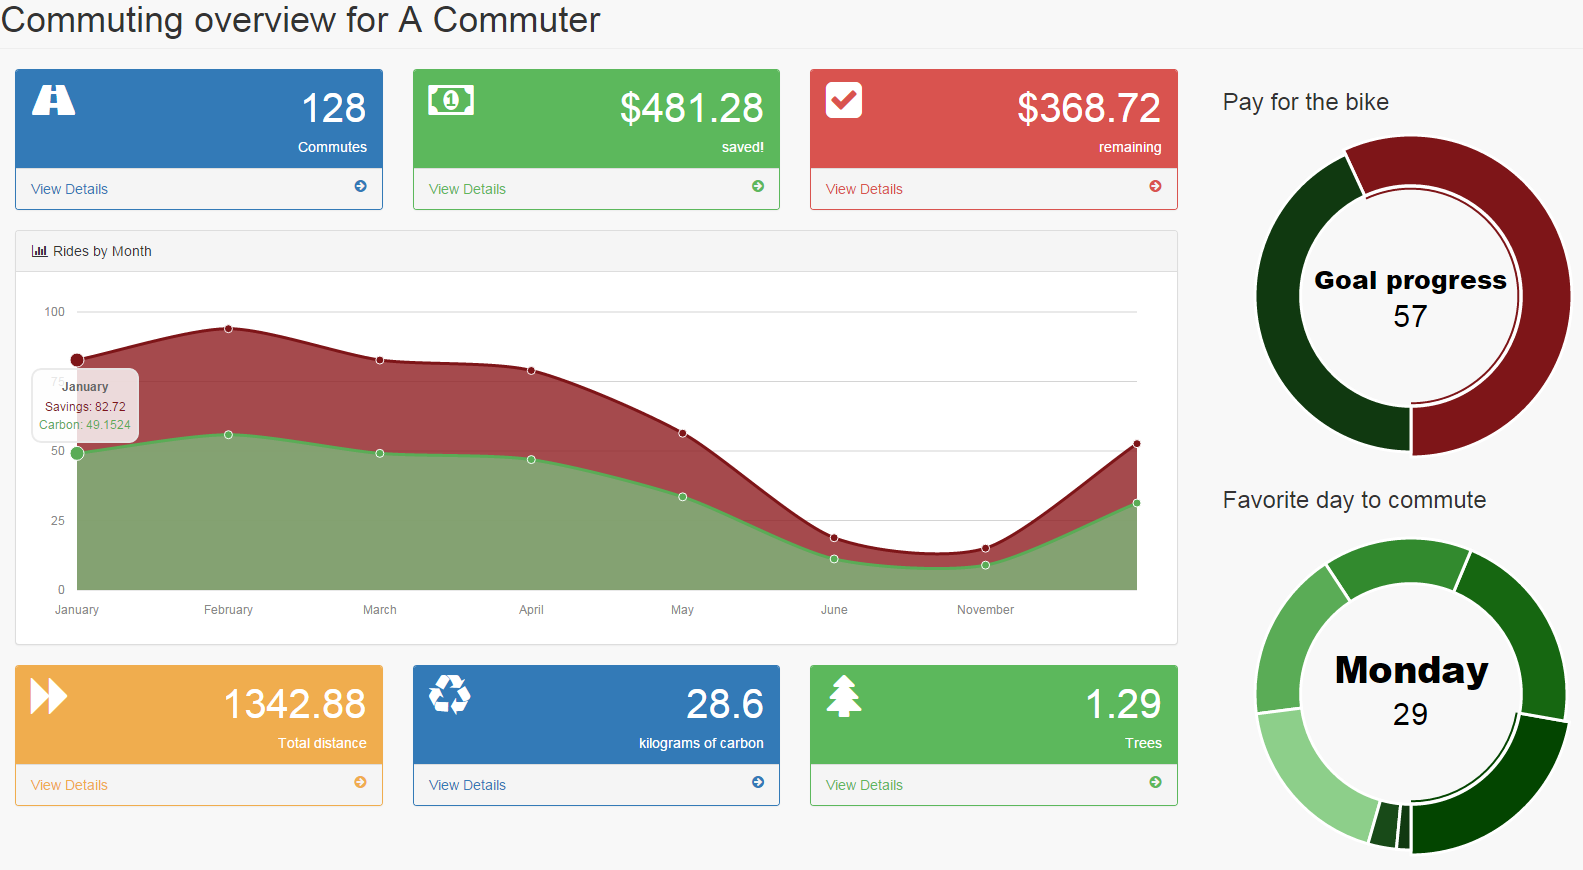 Commuting overview for A Commuter
128
Commutes
View Details
$481.28
saved!
View Details
$368.72
remaining
View Details
Rides by Month
100
75
50
25
0
January
Savings: 82.72
Carbon: 49.1524
January
February
March
April
May
June
November
1342.88
Total distance
View Details
28.6
kilograms of carbon
View Details
1.29
Trees
View Details
Pay for the bike
Goal progress
57
Favorite day to commute
Monday
29